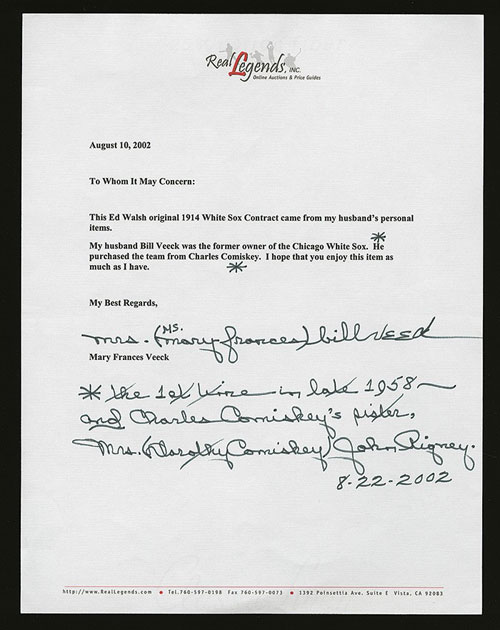 Real Legends, INC.
Online Auctions & Price Guides
August 10, 2002
To Whom It May Concern:
This Ed Walsh original 1914 White Sox Contract came from my husband's personal
items.
*
My husband Bill Veeck was the former owner of the Chicago White Sox. He
purchased the team from Charles Comiskey. I hope that you enjoy this item as
much as I have. *
My Best Regards,
Mrs. (Ms. Mary Frances) Bill Veeck
Mary Frances Veeck
* the 1st time in late 1958 ~
and Charles Comiskey's sister,
Mrs. (Dorothy Comiskey) John Rigney.
8-22-2002
http://www.RealLegends.com • Tel.760-597-0198 Fax 760-597-0073 • 1392 Poinsettia Ave. Suite E Vista, CA 92083